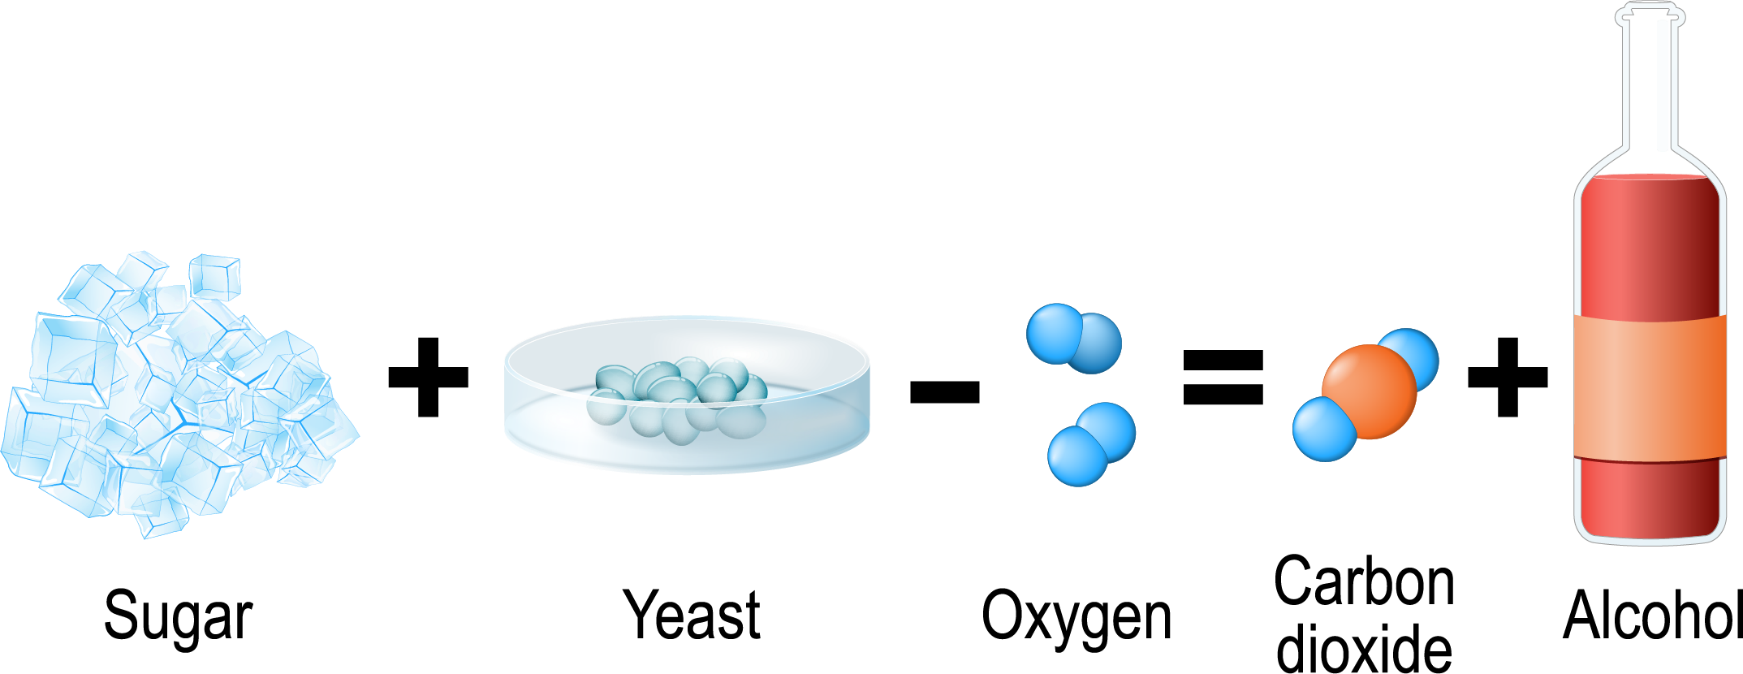 Sugar
+
Yeast
-
Oxygen
=
Carbon
dioxide
+
Alcohol